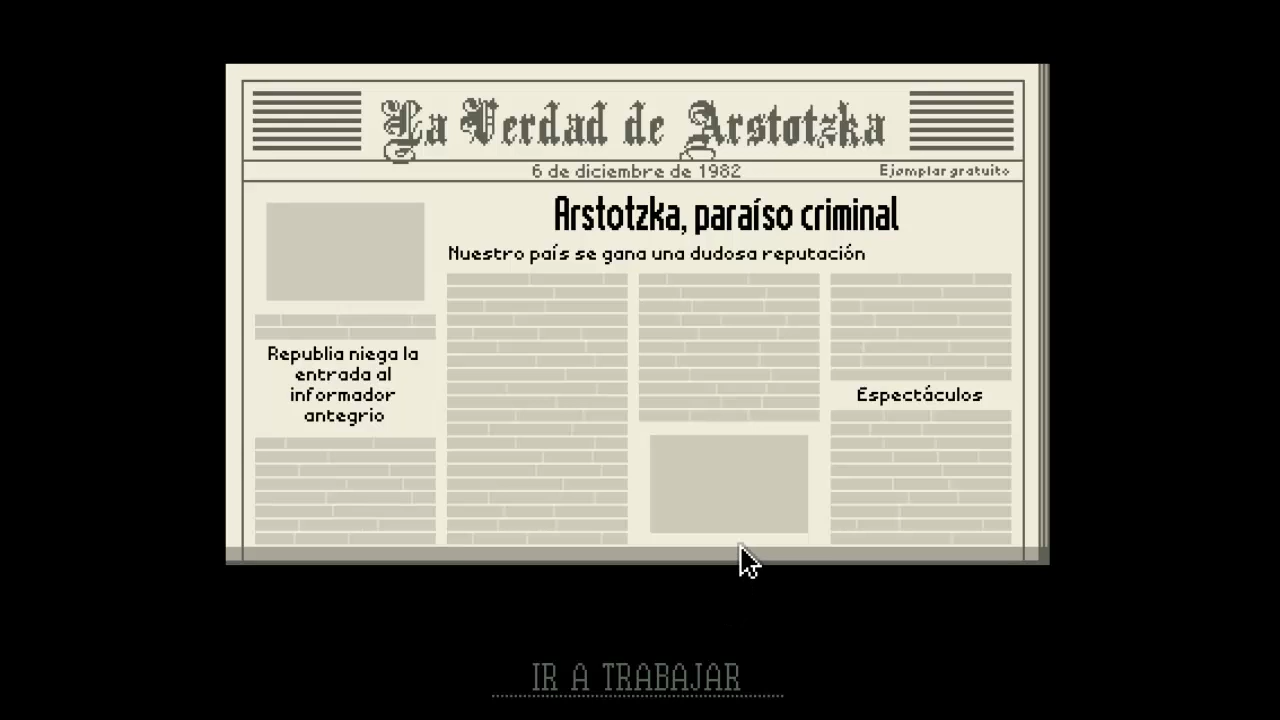 La Verdad de Arstotzka
6 de diciembre de 1982
Ejemplar gratuito
Arstotzka, paraíso criminal
Nuestro país se gana una dudosa reputación
Republia niega la
entrada al
informador
antegrio
Espectáculos
IR A TRABAJAR